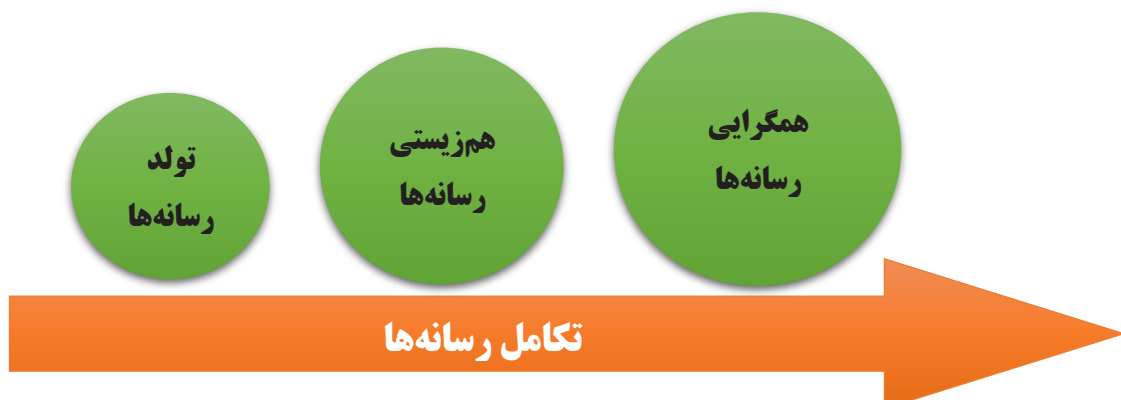 تولد
رسانه‌ها
هم‌زیستی
رسانه‌ها
همگرایی
رسانه‌ها
تکامل رسانه‌ها